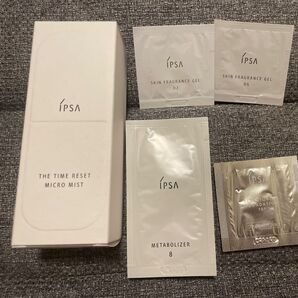 IPSA
THE TIME RESET
MICRO MIST
IPSA
SKIN FRAGRANCE GEL
IPSA
SKIN FRAGRANCE GEL
IPSA
METABOLIZER
8
IPSA